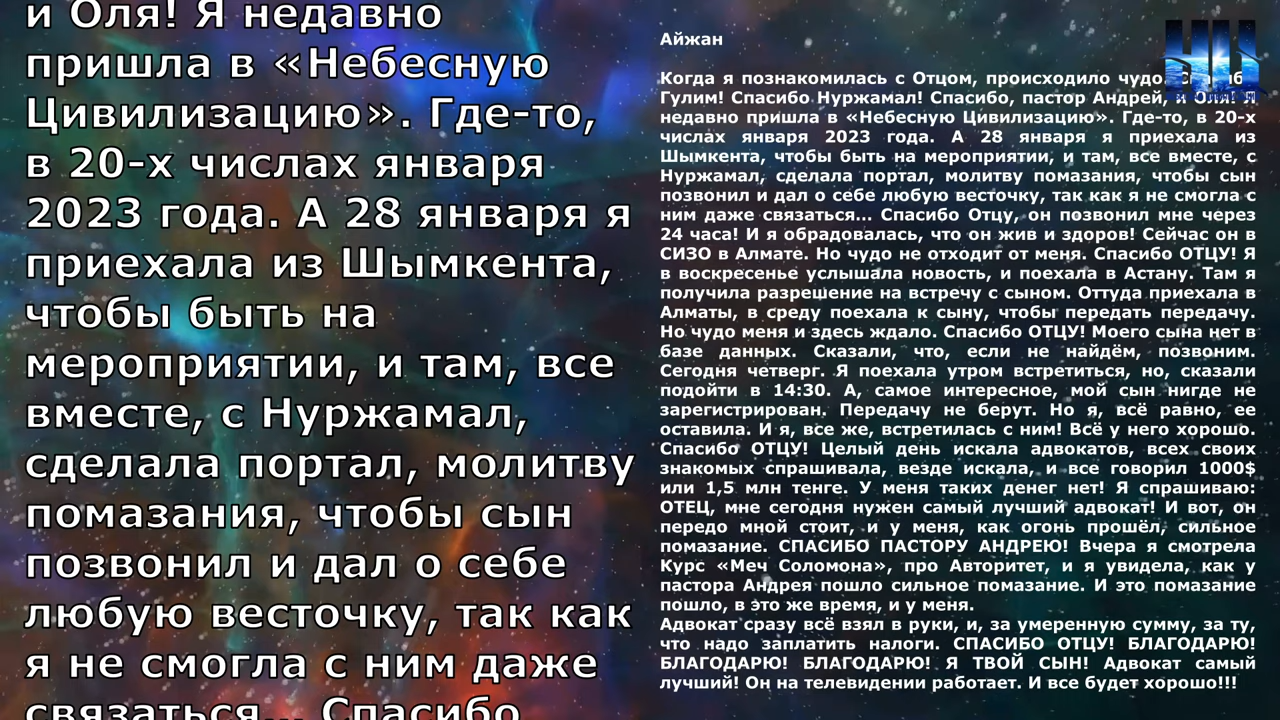 и Оля! Я недавно
пришла в «Небесную
Цивилизацию». Где-то,
в 20-х числах января
2023 года. А 28 января я
приехала из Шымкента,
чтобы быть на
мероприятии, и там, все
вместе, с Нуржамал,
сделала портал, молитву
помазания, чтобы сын
позвонил и дал о себе
любую весточку, так как
я не смогла с ним даже
связаться... Спасибо
Айжан
Когда я познакомилась с Отцом, происходило чудо. Спасибо
Гулим! Спасибо Нуржамал! Спасибо, пастор Андрей, и Оля! Я
недавно пришла в «Небесную Цивилизацию». Где-то, в 20-х
числах января 2023 года. А 28 января я приехала из
Шымкента, чтобы быть на мероприятии, и там, все вместе, с
Нуржамал, сделала портал, молитву помазания, чтобы сын
позвонил и дал о себе любую весточку, так как я не смогла с
ним даже связаться... Спасибо Отцу, он позвонил мне через
24 часа! И я обрадовалась, что он жив и здоров! Сейчас он в
СИЗО в Алмате. Но чудо не отходит от меня. Спасибо ОТЦУ! Я
в воскресенье услышала новость, и поехала в Астану. Там я
получила разрешение на встречу с сыном. Оттуда приехала в
Алматы, в среду поехала к сыну, чтобы передать передачу.
Но чудо меня и здесь ждало. Спасибо ОТЦУ! Моего сына нет в
базе данных. Сказали, что, если не найдём, позвоним.
Сегодня четверг. Я поехала утром встретиться, но, сказали
подойти в 14:30. А, самое интересное, мой сын нигде не
зарегистрирован. Передачу не берут. Но я, всё равно, ее
оставила. И я, все же, встретилась с ним! Всё у него хорошо.
Спасибо ОТЦУ! Целый день искала адвокатов, всех своих
знакомых спрашивала, везде искала, и все говорил 1000$
или 1,5 млн тенге. У меня таких денег нет! Я спрашиваю:
ОТЕЦ, мне сегодня нужен самый лучший адвокат! И вот, он
передо мной стоит, и у меня, как огонь прошёл, сильное
помазание. СПАСИБО ПАСТОРУ АНДРЕЮ! Вчера я смотрела
Курс «Меч Соломона», про Авторитет, и я увидела, как у
пастора Андрея пошло сильное помазание. И это помазание
пошло, в это же время, и у меня.
Адвокат сразу всё взял в руки, и, за умеренную сумму, за ту,
что надо заплатить налоги. СПАСИБО ОТЦУ! БЛАГОДАРЮ!
БЛАГОДАРЮ! БЛАГОДАРЮ! Я ТВОЙ СЫН! Адвокат самый
лучший! Он на телевидении работает. И все будет хорошо!!!
НЦ